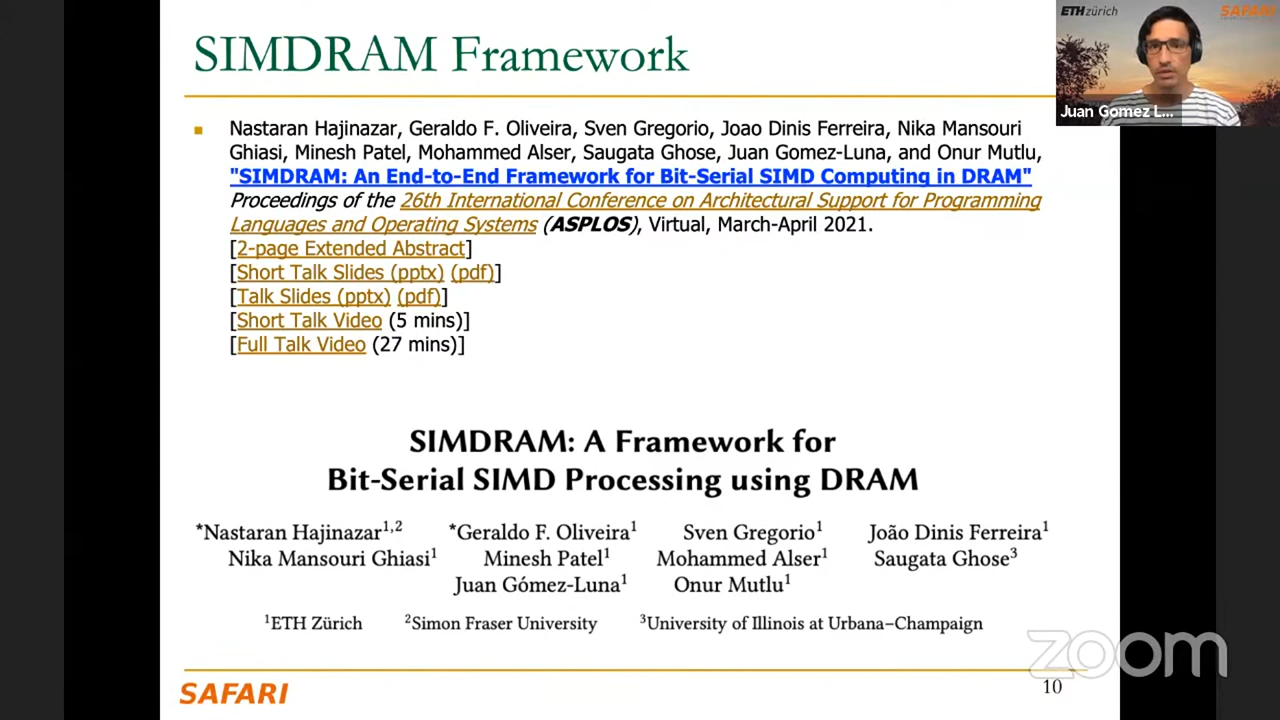 SIMDRAM Framework
ETH zürich
SAFARI
Juan Gomez L...
Nastaran Hajinazar, Geraldo F. Oliveira, Sven Gregorio, Joao Dinis Ferreira, Nika Mansouri
Ghiasi, Minesh Patel, Mohammed Alser, Saugata Ghose, Juan Gomez-Luna, and Onur Mutlu,
"SIMDRAM: An End-to-End Framework for Bit-Serial SIMD Computing in DRAM"
Proceedings of the 26th International Conference on Architectural Support for Programming
Languages and Operating Systems (ASPLOS), Virtual, March-April 2021.
[2-page Extended Abstract]
[Short Talk Slides (pptx) (pdf)]
[Talk Slides (pptx) (pdf)]
[Short Talk Video (5 mins)]
[Full Talk Video (27 mins)]
SIMDRAM: A Framework for
Bit-Serial SIMD Processing using DRAM
*Nastaran Hajinazar1,2 *Geraldo F. Oliveira1 Sven Gregorio1 João Dinis Ferreira1
Nika Mansouri Ghiasi1 Minesh Patel1 Mohammed Alser1 Saugata Ghose3
Juan Gómez-Luna1 Onur Mutlu1
1ETH Zürich 2Simon Fraser University 3University of Illinois at Urbana–Champaign
zoom
SAFARI
10